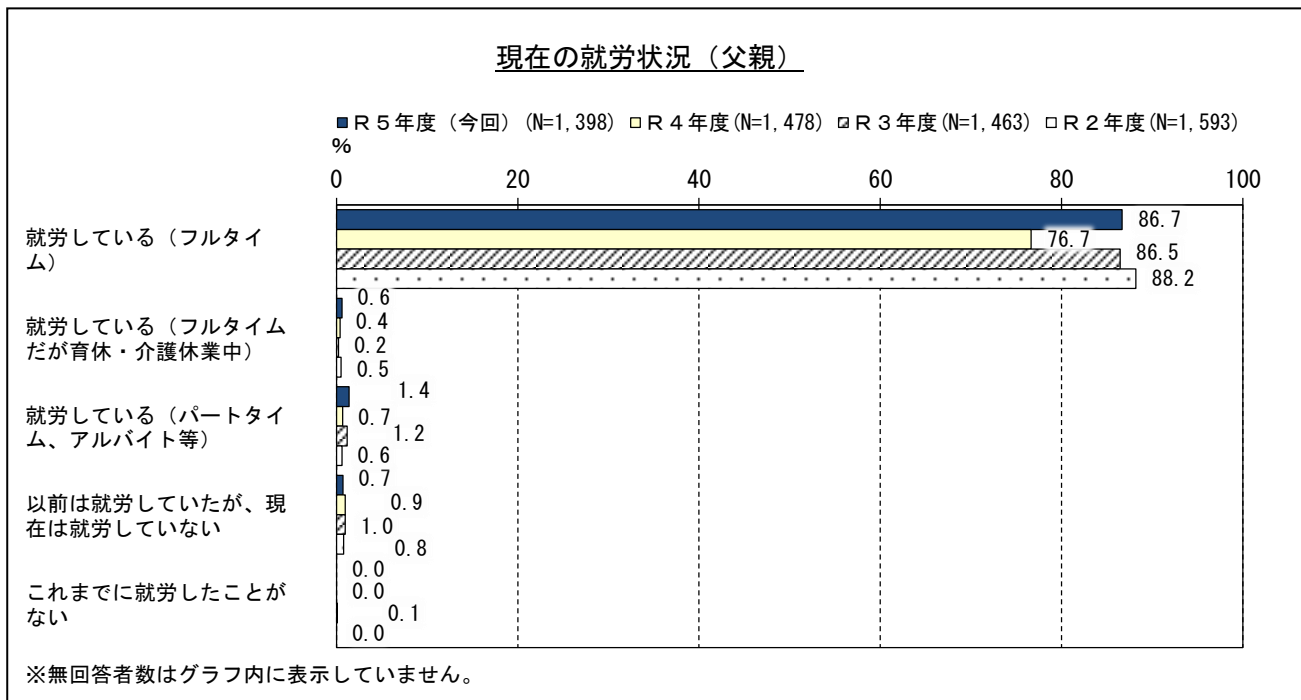 現在の就労状況（父親）
■Ｒ５年度（今回）(N=1,398) □Ｒ４年度(N=1,478) ▨Ｒ３年度(N=1,463) □Ｒ２年度(N=1,593)
%
0 20 40 60 80 100
就労している（フルタイ
ム）
86.7
76.7
86.5
88.2
就労している（フルタイム
だが育休・介護休業中）
0.6
0.4
0.2
0.5
就労している（パートタイ
ム、アルバイト等）
1.4
0.7
1.2
0.6
以前は就労していたが、現
在は就労していない
0.7
0.9
1.0
0.8
これまでに就労したことが
ない
0.0
0.0
0.1
0.0
※無回答者数はグラフ内に表示していません。